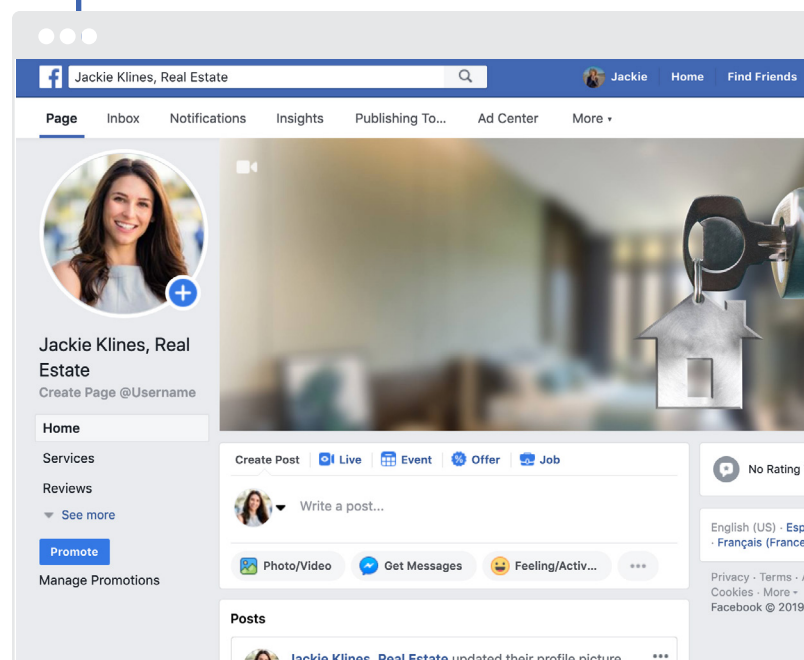 f Jackie Klines, Real Estate Jackie Home Find Friends
Page Inbox Notifications Insights Publishing To... Ad Center More
Jackie Klines, Real
Estate
Create Page @Username
Home
Services
Reviews
See more
Promote
Manage Promotions
Create Post Live Event Offer Job
Write a post...
Photo/Video Get Messages Feeling/Activ...
Posts
Jackie Klines, Real Estate updated their profile picture
No Rating
English (US) · Esp
· Français (France
Privacy · Terms ·
Cookies · More
Facebook © 2019